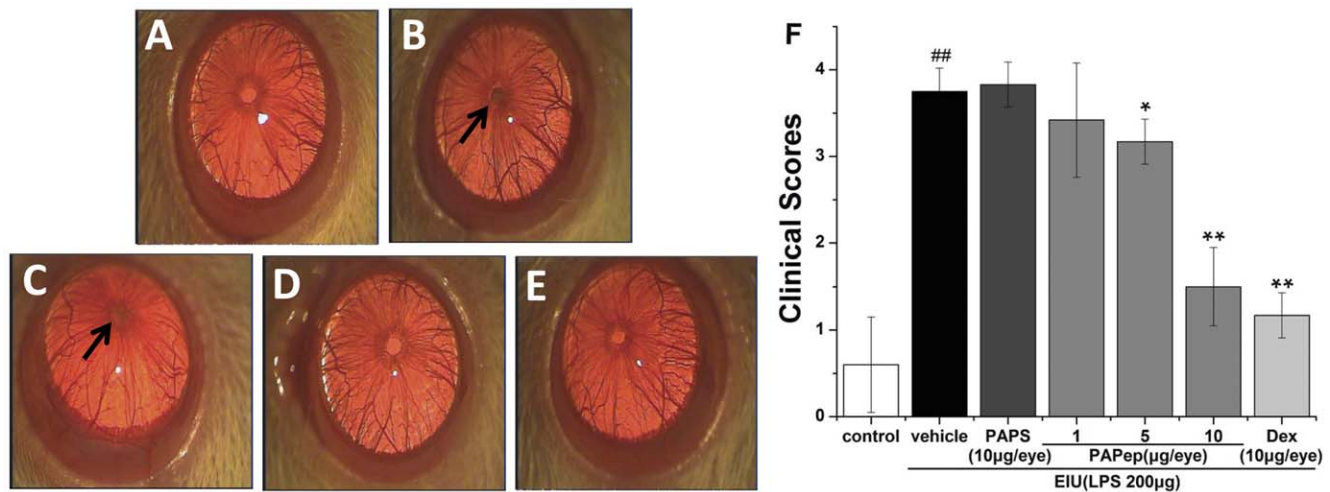 A
B
C
D
E
F
Clinical Scores
4
3
2
1
0
##
*
**
**
control
vehicle
PAPS
(10μg/eye)
1
5
10
PAPep(μg/eye)
Dex
(10μg/eye)
EIU(LPS 200μg)